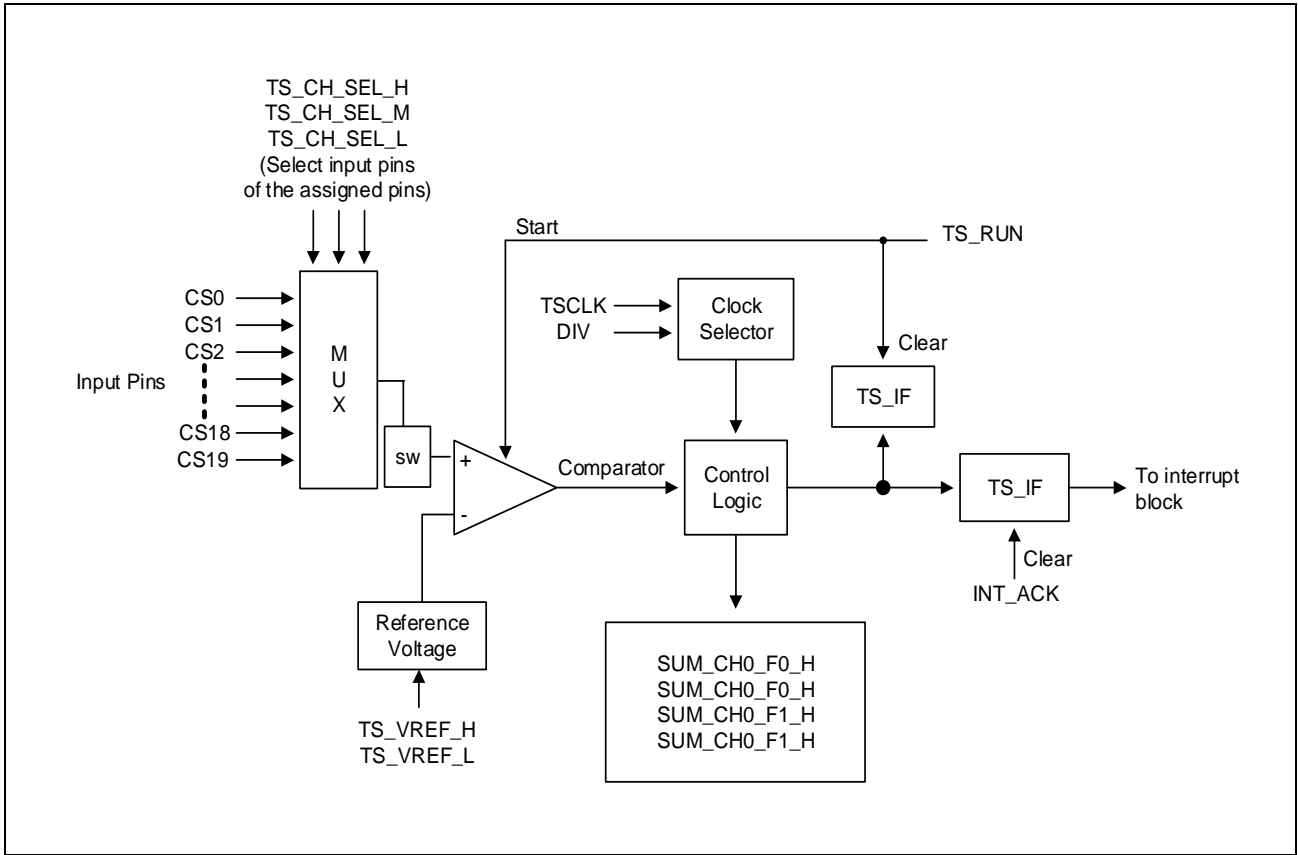 TS_CH_SEL_H
TS_CH_SEL_M
TS_CH_SEL_L
(Select input pins
of the assigned pins)
Start
TS_RUN
CS0
CS1
CS2
Input Pins
CS18
CS19
M
U
X
sw
+
-
TSCLK
DIV
Clock
Selector
Clear
TS_IF
Comparator
Control
Logic
TS_IF
To interrupt
block
Clear
INT_ACK
Reference
Voltage
TS_VREF_H
TS_VREF_L
SUM_CH0_F0_H
SUM_CH0_F0_H
SUM_CH0_F1_H
SUM_CH0_F1_H